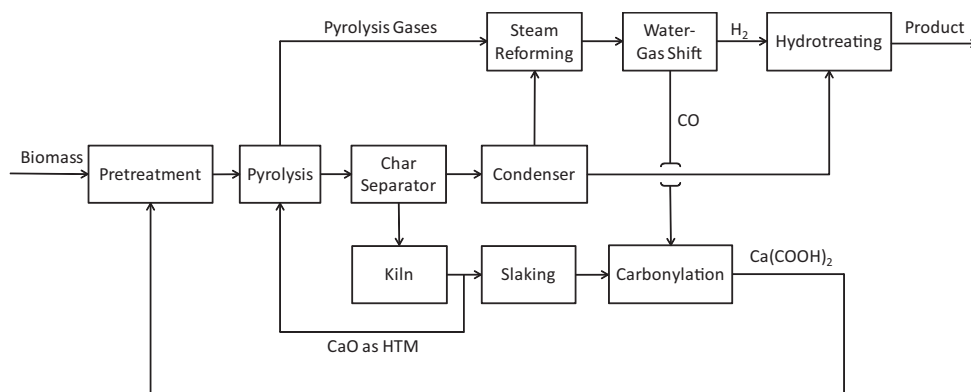 Pyrolysis Gases
Steam
Reforming
Water-
Gas Shift
H₂
Hydrotreating
Product
CO
Biomass
Pretreatment
Pyrolysis
Char
Separator
Condenser
Kiln
Slaking
Carbonylation
Ca(COOH)₂
CaO as HTM